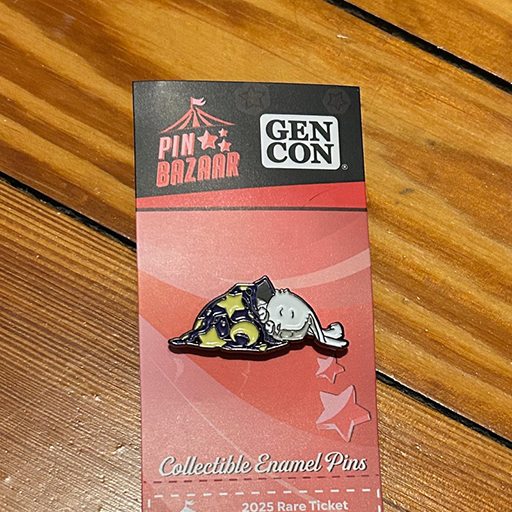 PIN
BAZAAR
GEN
CON®
Collectible Enamel Pins
2025 Rare Ticket